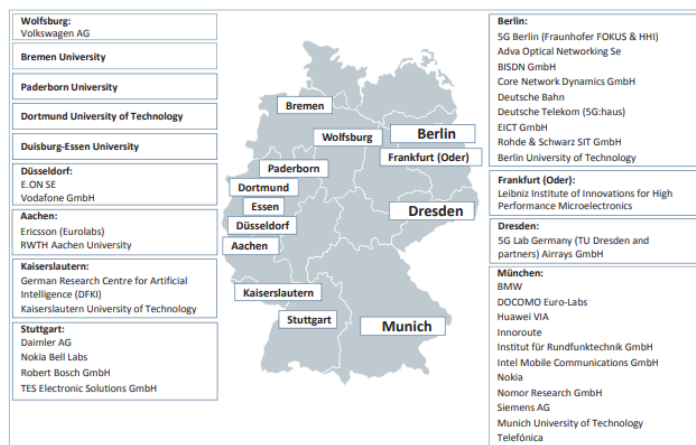 Wolfsburg:
Volkswagen AG
Bremen University
Paderborn University
Dortmund University of Technology
Duisburg-Essen University
Düsseldorf:
E.ON SE
Vodafone GmbH
Aachen:
Ericsson (Eurolabs)
RWTH Aachen University
Kaiserslautern:
German Research Centre for Artificial
Intelligence (DFKI)
Kaiserslautern University of Technology
Stuttgart:
Daimler AG
Nokia Bell Labs
Robert Bosch GmbH
TES Electronic Solutions GmbH
Bremen
Wolfsburg
Berlin
Frankfurt (Oder)
Paderborn
Dortmund
Essen
Dresden
Düsseldorf
Aachen
Kaiserslautern
Stuttgart
Munich
Berlin:
5G Berlin (Fraunhofer FOKUS & HHI)
Adva Optical Networking Se
BISDN GmbH
Core Network Dynamics GmbH
Deutsche Bahn
Deutsche Telekom (5G:haus)
EICT GmbH
Rohde & Schwarz SIT GmbH
Berlin University of Technology
Frankfurt (Oder):
Leibniz Institute of Innovations for High
Performance Microelectronics
Dresden:
5G Lab Germany (TU Dresden and
partners) Airrays GmbH
München:
BMW
DOCOMO Euro-Labs
Huawei VIA
Innoroute
Institut für Rundfunktechnik GmbH
Intel Mobile Communications GmbH
Nokia
Nomor Research GmbH
Siemens AG
Munich University of Technology
Telefónica